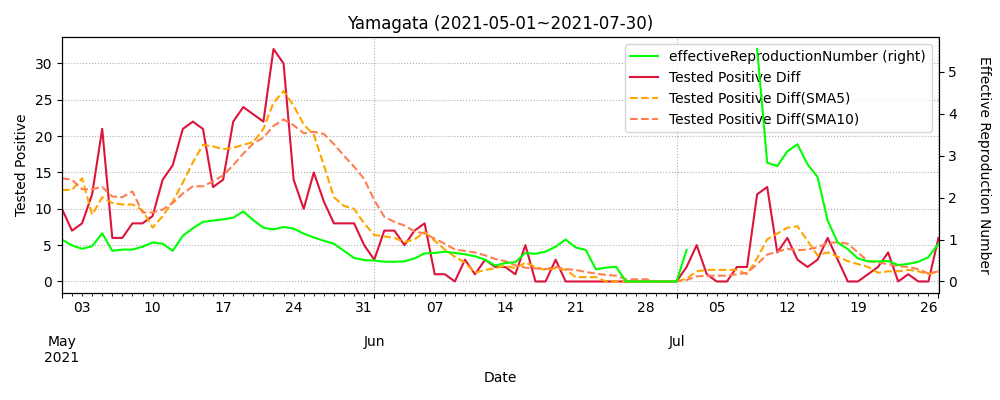 Yamagata (2021-05-01~2021-07-30)
effectiveReproductionNumber (right)
Tested Positive Diff
Tested Positive Diff(SMA5)
Tested Positive Diff(SMA10)
Tested Positive
30
25
20
15
10
5
0
Effective Reproduction Number
5
4
3
2
1
0
03 10 17 24 31 07 14 21 28 05 12 19 26
May Jun Jul
2021
Date